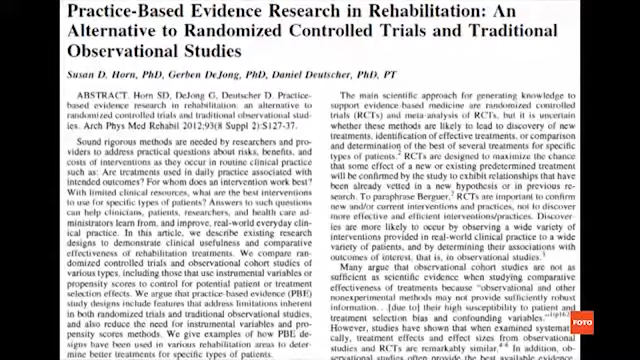 Practice-Based Evidence Research in Rehabilitation: An
Alternative to Randomized Controlled Trials and Traditional
Observational Studies
Susan D. Horn, PhD, Gerben DeJong, PhD, Daniel Deutscher, PhD, PT
ABSTRACT. Horn SD, DeJong G, Deutscher D. Practice-
based evidence research in rehabilitation: an alternative to
randomized controlled trials and traditional observational stud-
ies. Arch Phys Med Rehabil 2012;93(8 Suppl 2):S127-37.
Sound rigorous methods are needed by researchers and pro-
viders to address practical questions about risks, benefits, and
costs of interventions as they occur in routine clinical practice
such as: Are treatments used in daily practice associated with
intended outcomes? For whom does an intervention work best?
With limited clinical resources, what are the best interventions
to use for specific types of patients? Answers to such questions
can help clinicians, patients, researchers, and health care ad-
ministrators learn from, and improve, real-world everyday clin-
ical practice. In this article, we describe existing research
designs to demonstrate clinical usefulness and comparative
effectiveness of rehabilitation treatments. We compare ran-
domized controlled trials and observational cohort studies of
various types, including those that use instrumental variables or
propensity scores to control for potential patient or treatment
selection effects. We argue that practice-based evidence (PBE)
study designs include features that address limitations inherent
in both randomized trials and traditional observational studies,
and also reduce the need for instrumental variables and pro-
pensity scores methods. We give examples of how PBE de-
signs have been used in various rehabilitation areas to deter-
mine better treatments for specific types of patients.
The main scientific approach for generating knowledge to
support evidence-based medicine are randomized controlled
trials (RCTs) and meta-analysis of RCTs, but it is uncertain
whether these methods are likely to lead to discovery of new
treatments, identification of effective treatments, or comparison
and determination of the best of several treatments for specific
types of patients. RCTs are designed to maximize the chance
that some effect of a new or existing predetermined treatment
will be confirmed by the study to exhibit relationships that have
been already vetted in a new hypothesis or in previous re-
search. To paraphrase Berguer, RCTs are important to confirm
new and/or current interventions and practices, not to discover
more effective and efficient interventions/practices. Discover-
ies are more likely to occur by observing a wide variety of
interventions provided in real-world clinical practice to a wide
variety of patients, and by determining their associations with
outcomes of interest, that is, in observational studies.
Many argue that observational cohort studies are not as
sufficient as scientific evidence when studying comparative
effectiveness of treatments because "observational and other
nonexperimental methods may not provide sufficiently robust
information . . . [due to] their high susceptibility to patient and
treatment selection bias and confounding variables."
However, studies have shown that when examined systemat-
cally, treatment effects and effect sizes from observational
studies and RCTs are remarkably similar. In addition, ob-
servational studies often provide the best available evidence
FOTO